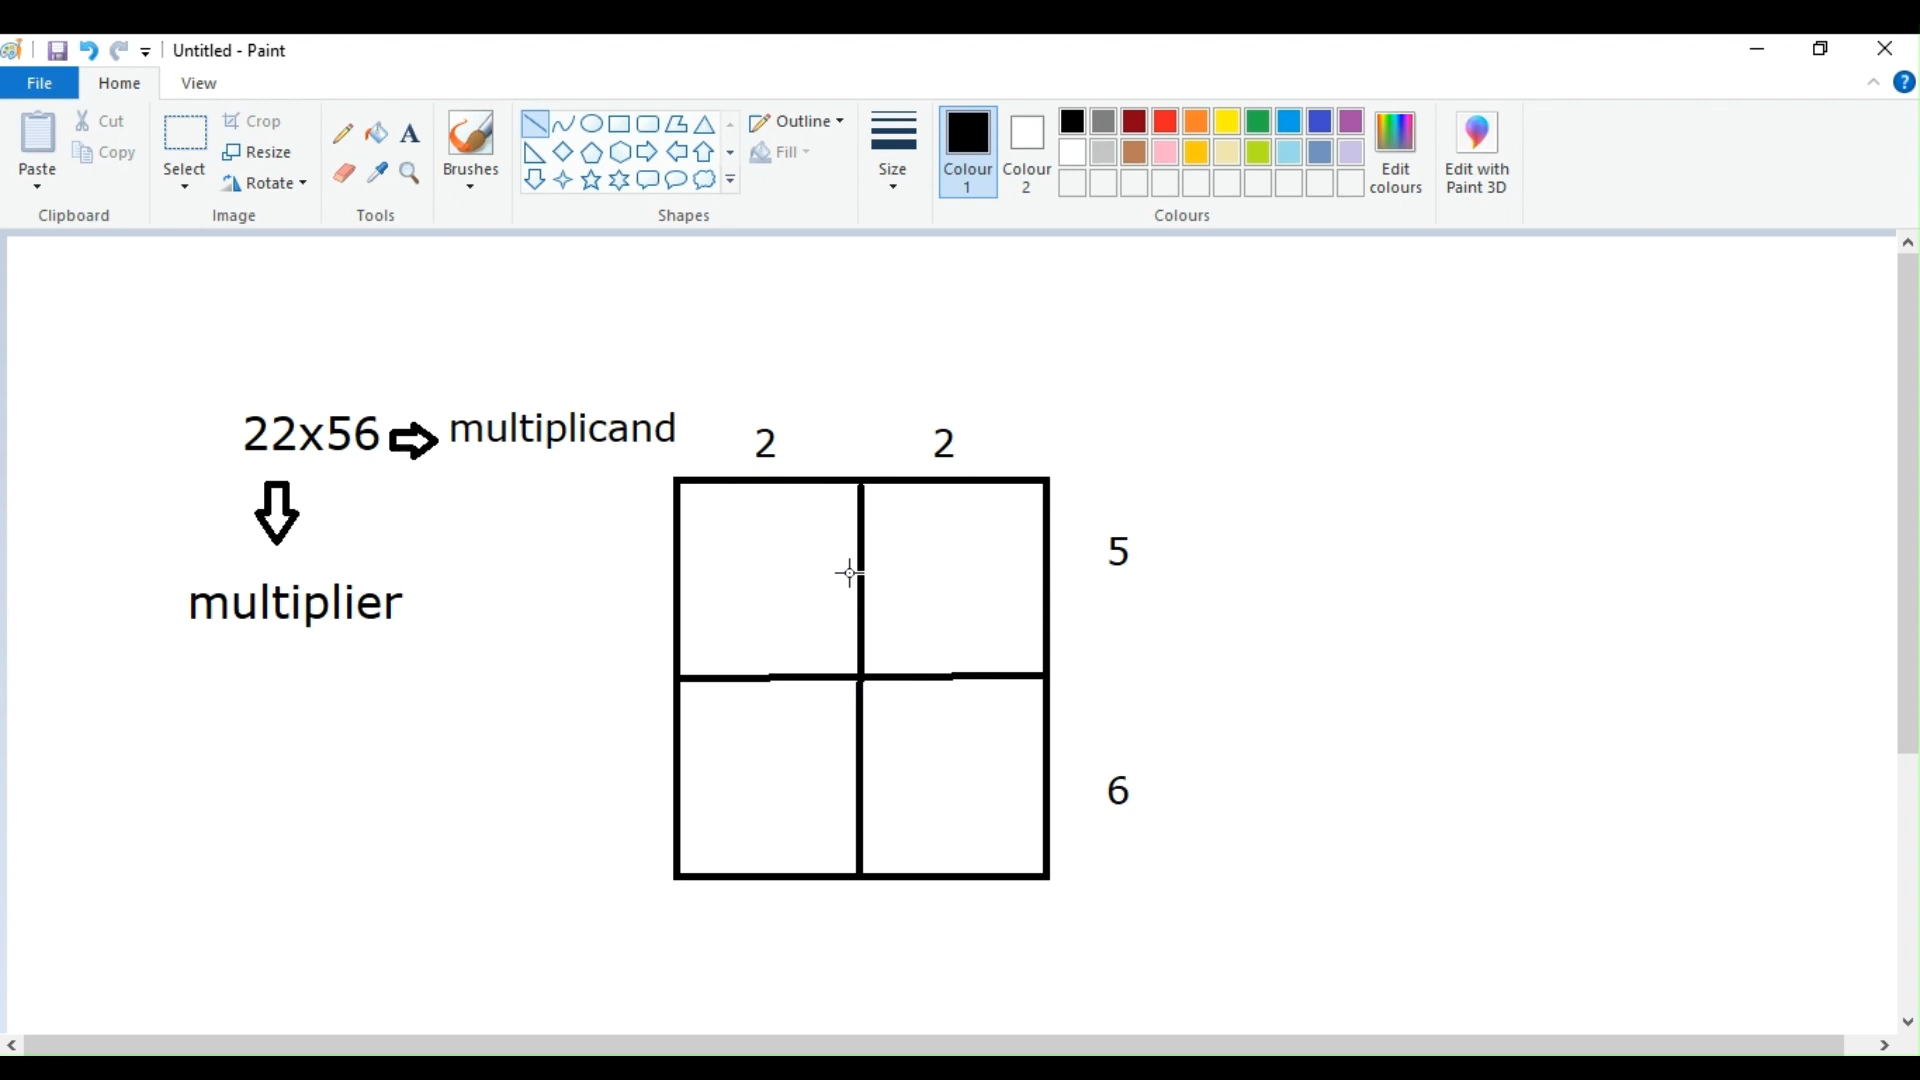 Untitled - Paint
File Home View
Paste
Cut
Copy
Clipboard
Select
Crop
Resize
Rotate
Image
A
Tools
Brushes
Shapes
Outline
Fill
Size
Colour 1
Colour 2
Edit colours
Colours
Edit with Paint 3D
?
22x56
multiplicand
multiplier
2 2
5
6